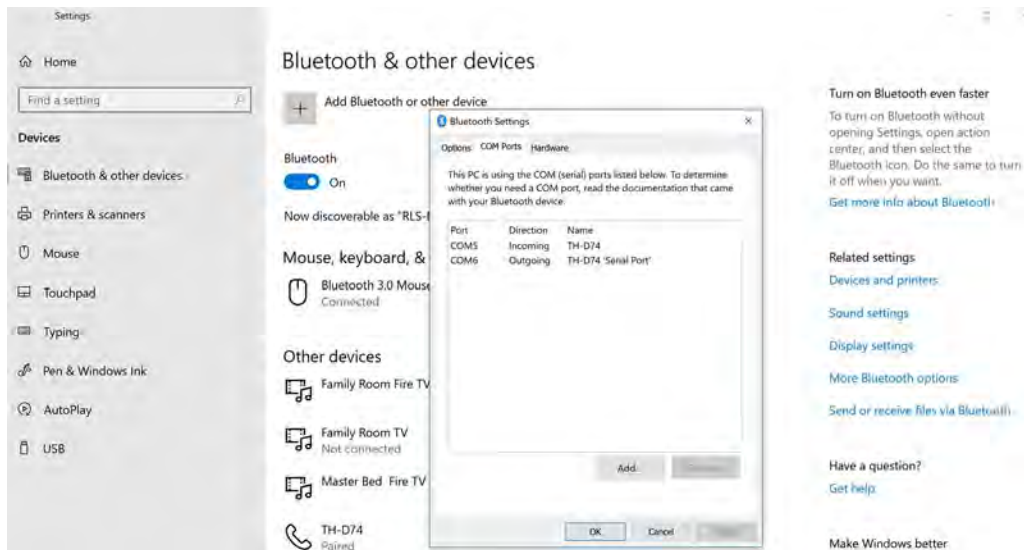 Settings
Home
Find a setting
Devices
Bluetooth & other devices
Printers & scanners
Mouse
Touchpad
Typing
Pen & Windows Ink
AutoPlay
USB
Bluetooth & other devices
Add Bluetooth or other device
Bluetooth
On
Now discoverable as "RLS-
Mouse, keyboard, &
Bluetooth 3.0 Mouse
Connected
Other devices
Family Room Fire TV
Family Room TV
Not connected
Master Bed Fire TV
TH-D74
Paired
Bluetooth Settings
Options COM Ports Hardware
This PC is using the COM (serial) ports listed below. To determine
whether you need a COM port, read the documentation that came
with your Bluetooth device.
Port Direction Name
COM5 Incoming TH-D74
COM6 Outgoing TH-D74 'Serial Port'
Add...
OK Cancel
Turn on Bluetooth even faster
To turn on Bluetooth without
opening Settings, open action
center, and then select the
Bluetooth icon. Do the same to turn
it off when you want.
Get more info about Bluetooth
Related settings
Devices and printers
Sound settings
Display settings
More Bluetooth options
Send or receive files via Bluetooth
Have a question?
Get help
Make Windows better